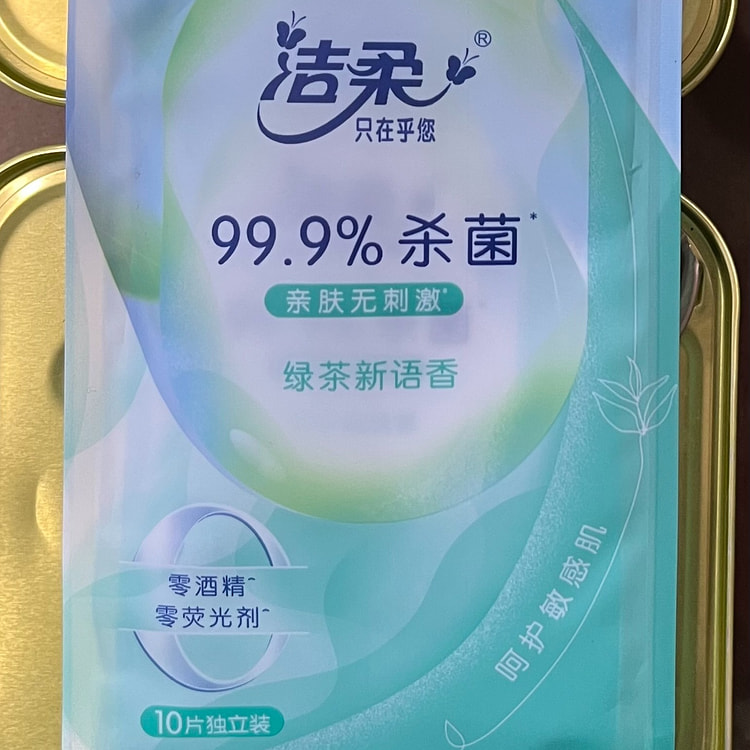 洁柔®
只在乎您
99.9%杀菌*
亲肤无刺激*
绿茶新语香
呵护敏感肌
零酒精^
零荧光剂^
10片独立装